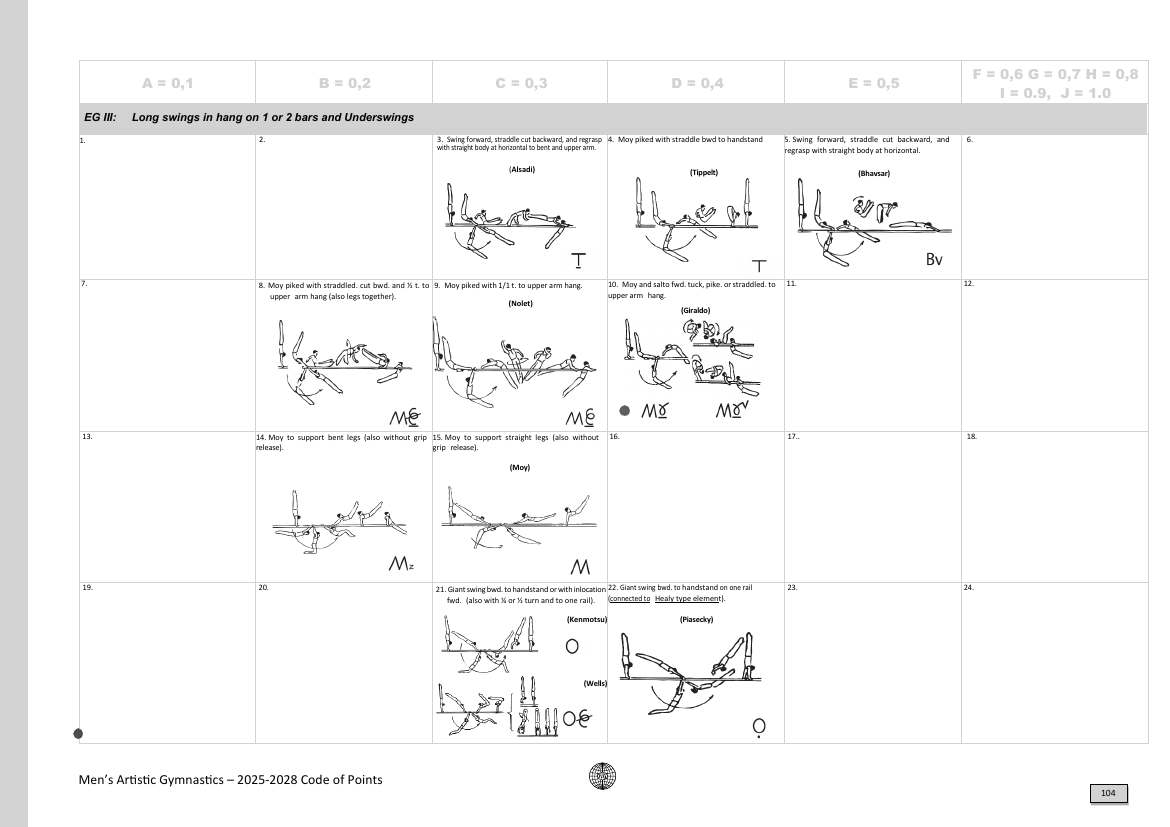 A = 0,1
B = 0,2
C = 0,3
D = 0,4
E = 0,5
F = 0,6 G = 0,7 H = 0,8
I = 0.9, J = 1.0
EG III: Long swings in hang on 1 or 2 bars and Underswings
1.
2.
3. Swing forward, straddle cut backward, and regrasp
with straight body at horizontal to bent and upper arm.
(Alsadi)
4. Moy piked with straddle bwd to handstand
(Tippelt)
5. Swing forward, straddle cut backward, and
regrasp with straight body at horizontal.
(Bhavsar)
Bv
6.
7.
8. Moy piked with straddled. cut bwd. and ½ t. to
upper arm hang (also legs together).
9. Moy piked with 1/1 t. to upper arm hang.
(Nolet)
10. Moy and salto fwd. tuck, pike. or straddled. to
upper arm hang.
(Giraldo)
11.
12.
13.
14. Moy to support bent legs (also without grip
release).
15. Moy to support straight legs (also without
grip release).
(Moy)
16.
17..
18.
19.
20.
21. Giant swing bwd. to handstand or with inlocation
fwd. (also with ¼ or ½ turn and to one rail).
(Kenmotsu)
(Wells)
22. Giant swing bwd. to handstand on one rail
(connected to Healy type element).
(Piasecky)
23.
24.
Men's Artistic Gymnastics – 2025-2028 Code of Points
104